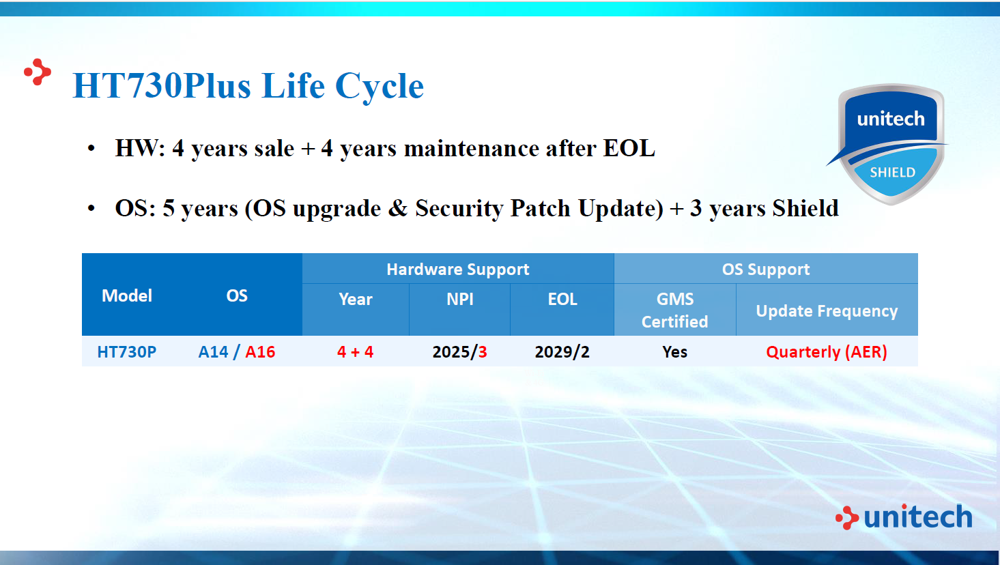 HT730Plus Life Cycle
unitech
SHIELD
• HW: 4 years sale + 4 years maintenance after EOL
• OS: 5 years (OS upgrade & Security Patch Update) + 3 years Shield
Model OS Hardware Support OS Support
Year NPI EOL GMS Certified Update Frequency
HT730P A14 / A16 4 + 4 2025/3 2029/2 Yes Quarterly (AER)
unitech